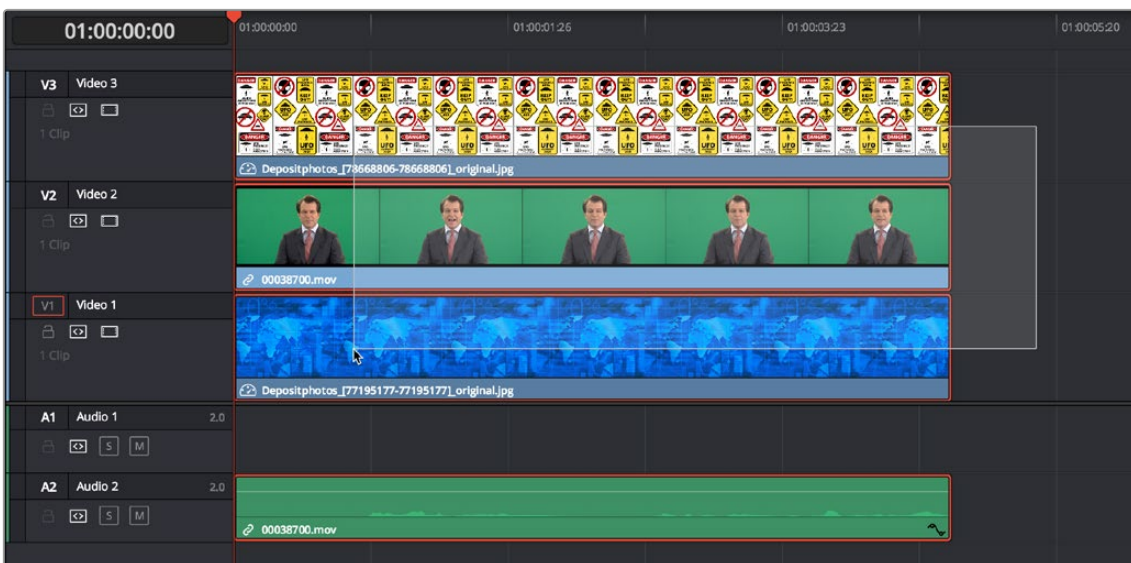 01:00:00:00
01:00:00:00 01:00:01:26 01:00:03:23 01:00:05:20
V3 Video 3
1 Clip
Depositphotos_[78668806-78668806]_original.jpg
V2 Video 2
1 Clip
00038700.mov
V1 Video 1
1 Clip
Depositphotos_[77195177-77195177]_original.jpg
A1 Audio 1 2.0
S M
A2 Audio 2 2.0
S M
00038700.mov